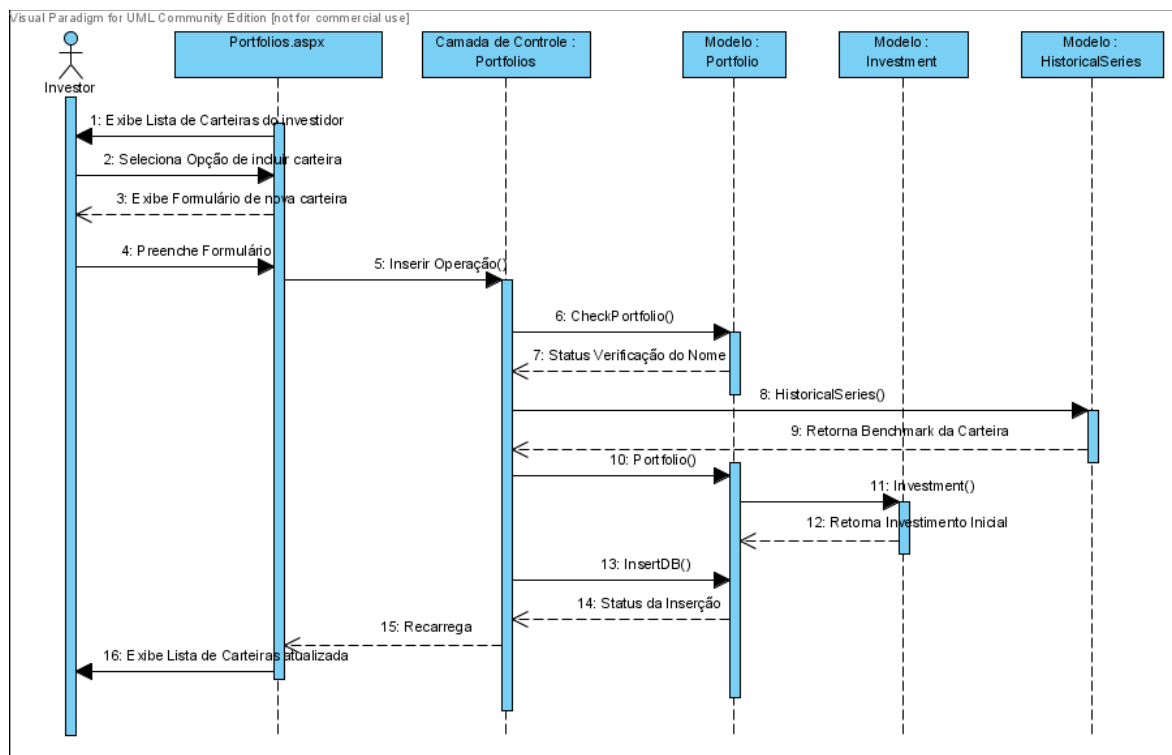 Visual Paradigm for UML Community Edition [not for commercial use]
Investor
Portfolios.aspx
Camada de Controle :
Portfolios
Modelo :
Portfolio
Modelo :
Investment
Modelo :
HistoricalSeries
1: Exibe Lista de Carteiras do investidor
2: Seleciona Opção de incluir carteira
3: Exibe Formulário de nova carteira
4: Preenche Formulário
5: Inserir Operação()
6: CheckPortfolio()
7: Status Verificação do Nome
8: HistoricalSeries()
9: Retorna Benchmark da Carteira
10: Portfolio()
11: Investment()
12: Retorna Investimento Inicial
13: InsertDB()
14: Status da Inserção
15: Recarrega
16: Exibe Lista de Carteiras atualizada